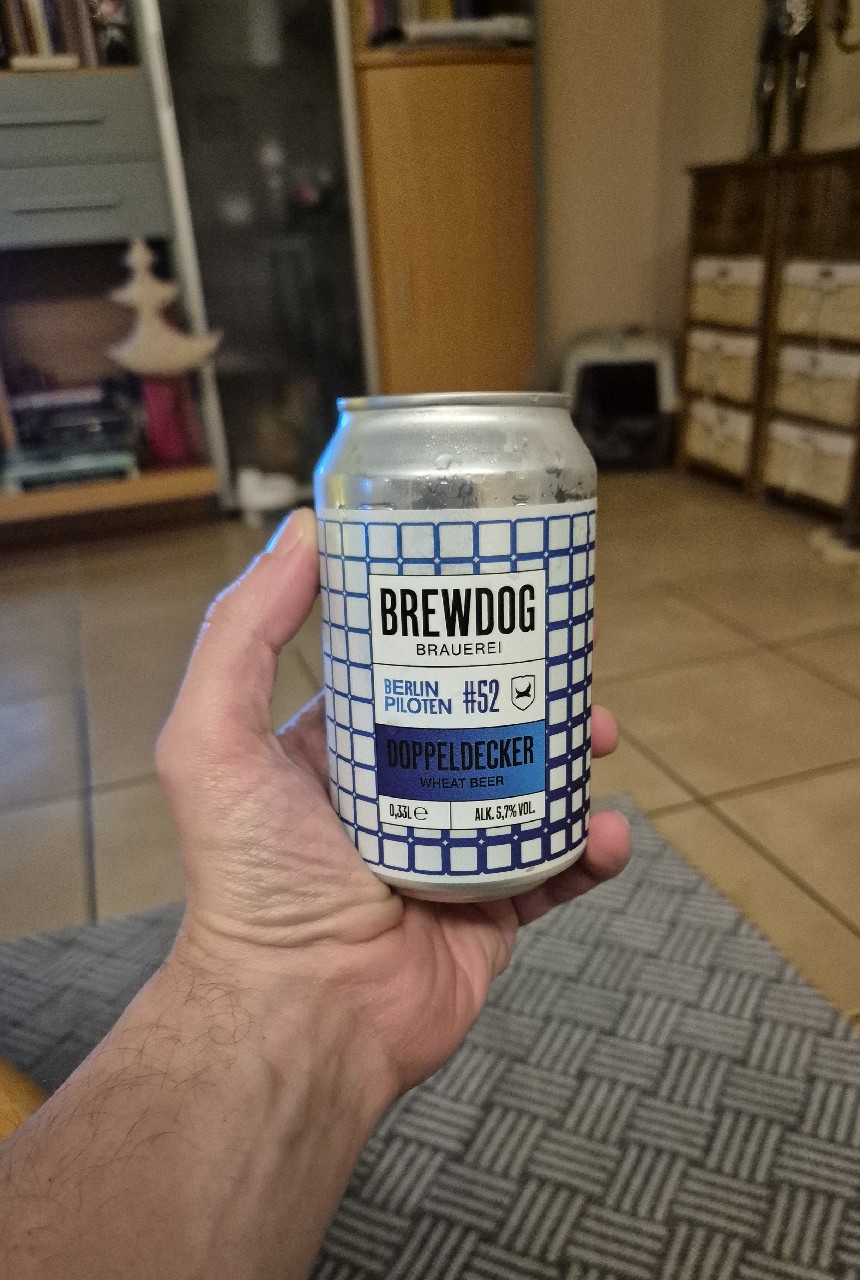 BREWDOG
BRAUEREI
BERLIN
PILOTEN #52
DOPPELDECKER
WHEAT BEER
0,33L ℮ ALK. 5,7% VOL.